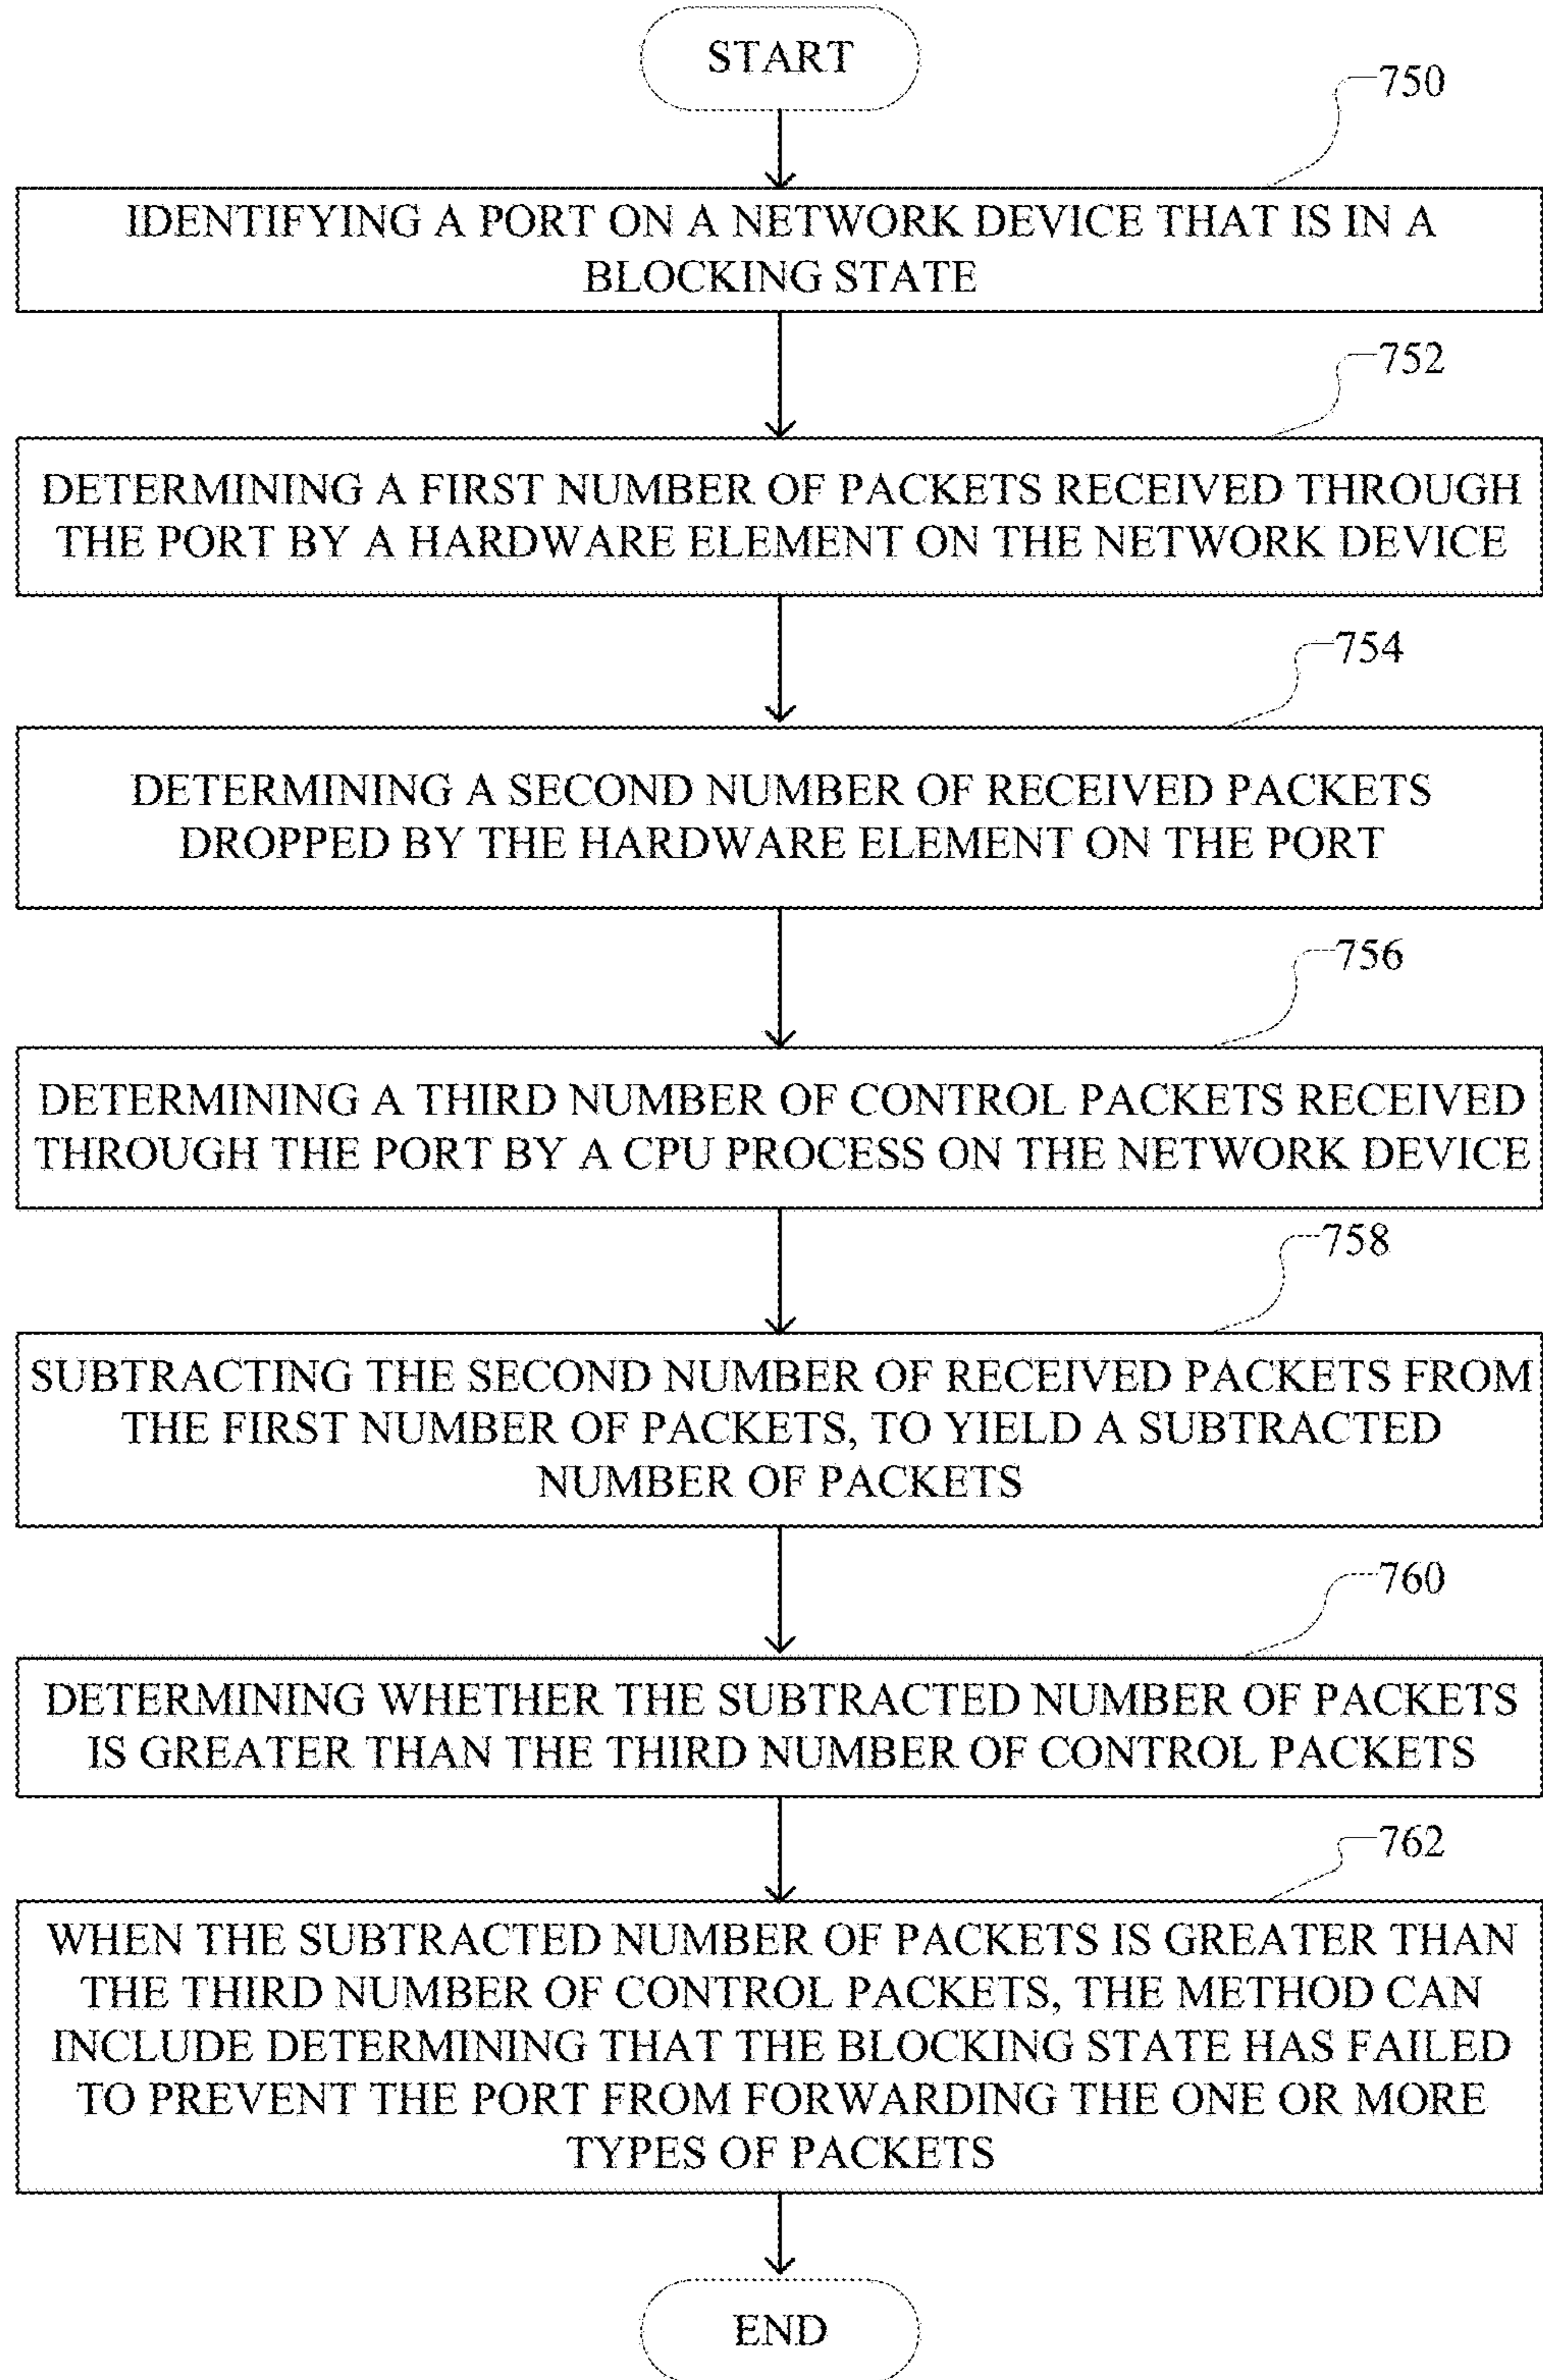 START
750
IDENTIFYING A PORT ON A NETWORK DEVICE THAT IS IN A
BLOCKING STATE
752
DETERMINING A FIRST NUMBER OF PACKETS RECEIVED THROUGH
THE PORT BY A HARDWARE ELEMENT ON THE NETWORK DEVICE
754
DETERMINING A SECOND NUMBER OF RECEIVED PACKETS
DROPPED BY THE HARDWARE ELEMENT ON THE PORT
756
DETERMINING A THIRD NUMBER OF CONTROL PACKETS RECEIVED
THROUGH THE PORT BY A CPU PROCESS ON THE NETWORK DEVICE
758
SUBTRACTING THE SECOND NUMBER OF RECEIVED PACKETS FROM
THE FIRST NUMBER OF PACKETS, TO YIELD A SUBTRACTED
NUMBER OF PACKETS
760
DETERMINING WHETHER THE SUBTRACTED NUMBER OF PACKETS
IS GREATER THAN THE THIRD NUMBER OF CONTROL PACKETS
762
WHEN THE SUBTRACTED NUMBER OF PACKETS IS GREATER THAN
THE THIRD NUMBER OF CONTROL PACKETS, THE METHOD CAN
INCLUDE DETERMINING THAT THE BLOCKING STATE HAS FAILED
TO PREVENT THE PORT FROM FORWARDING THE ONE OR MORE
TYPES OF PACKETS
END